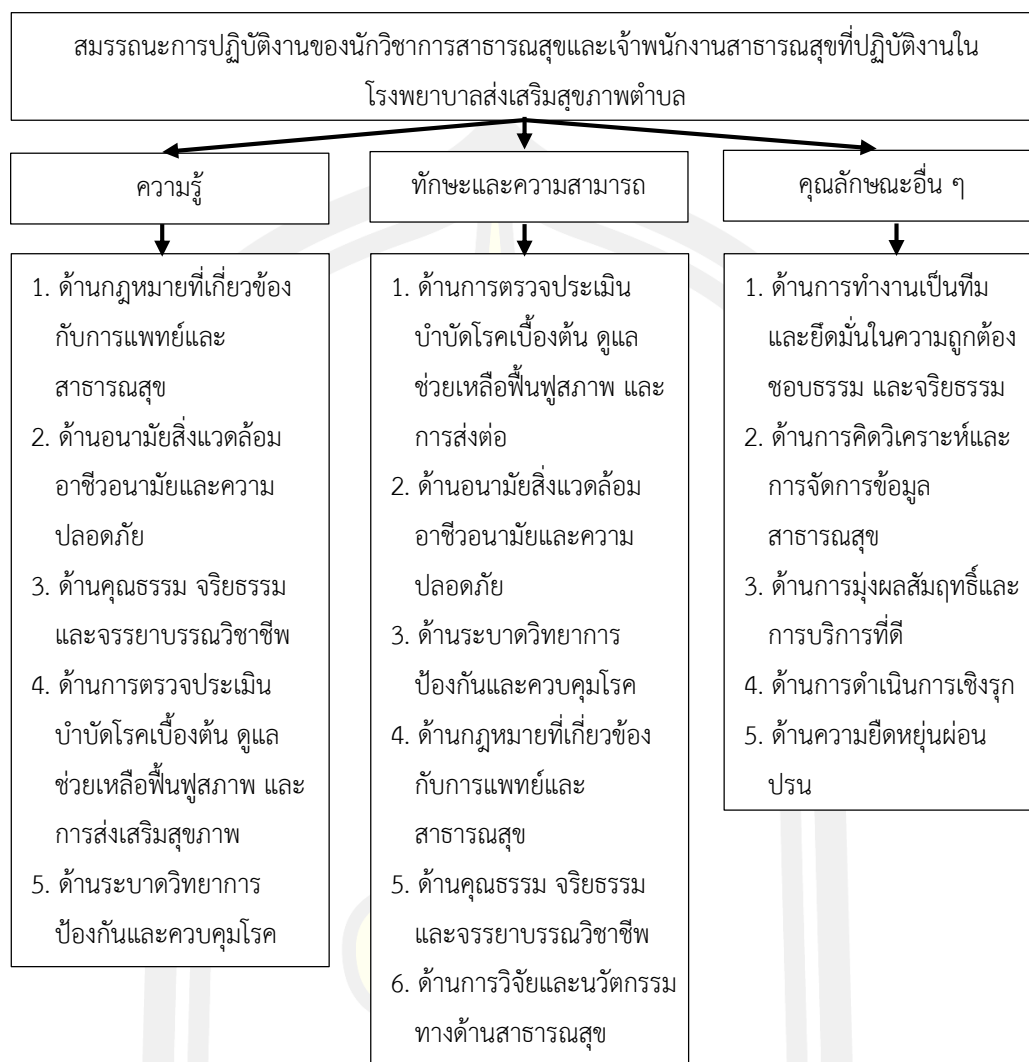 สมรรถนะการปฏิบัติงานของนักวิชาการสาธารณสุขและเจ้าพนักงานสาธารณสุขที่ปฏิบัติงานใน
โรงพยาบาลส่งเสริมสุขภาพตำบล
ความรู้
1. ด้านกฎหมายที่เกี่ยวข้อง
กับการแพทย์และ
สาธารณสุข
2. ด้านอนามัยสิ่งแวดล้อม
อาชีวอนามัยและความ
ปลอดภัย
3. ด้านคุณธรรม จริยธรรม
และจรรยาบรรณวิชาชีพ
4. ด้านการตรวจประเมิน
บำบัดโรคเบื้องต้น ดูแล
ช่วยเหลือฟื้นฟูสภาพ และ
การส่งเสริมสุขภาพ
5. ด้านระบาดวิทยาการ
ป้องกันและควบคุมโรค
ทักษะและความสามารถ
1. ด้านการตรวจประเมิน
บำบัดโรคเบื้องต้น ดูแล
ช่วยเหลือฟื้นฟูสภาพ และ
การส่งต่อ
2. ด้านอนามัยสิ่งแวดล้อม
อาชีวอนามัยและความ
ปลอดภัย
3. ด้านระบาดวิทยาการ
ป้องกันและควบคุมโรค
4. ด้านกฎหมายที่เกี่ยวข้อง
กับการแพทย์และ
สาธารณสุข
5. ด้านคุณธรรม จริยธรรม
และจรรยาบรรณวิชาชีพ
6. ด้านการวิจัยและนวัตกรรม
ทางด้านสาธารณสุข
คุณลักษณะอื่น ๆ
1. ด้านการทำงานเป็นทีม
และยึดมั่นในความถูกต้อง
ชอบธรรม และจริยธรรม
2. ด้านการคิดวิเคราะห์และ
การจัดการข้อมูล
สาธารณสุข
3. ด้านการมุ่งผลสัมฤทธิ์และ
การบริการที่ดี
4. ด้านการดำเนินการเชิงรุก
5. ด้านความยืดหยุ่นผ่อน
ปรน